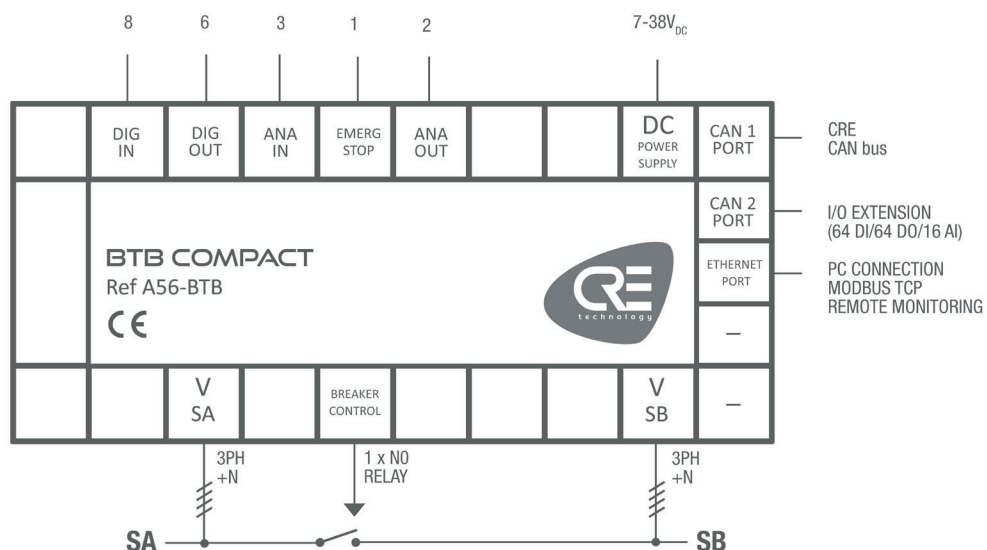 8 6 3 1 2 7-38VDC
DIG IN
DIG OUT
ANA IN
EMERG STOP
ANA OUT
DC POWER SUPPLY
CAN 1 PORT
CRE
CAN bus
CAN 2 PORT
I/O EXTENSION
(64 DI/64 DO/16 AI)
BTB COMPACT
Ref A56-BTB
CE
CRE
technology
ETHERNET PORT
PC CONNECTION
MODBUS TCP
REMOTE MONITORING
–
V SA
BREAKER CONTROL
V SB
–
3PH
+N
1 x NO
RELAY
3PH
+N
SA
SB